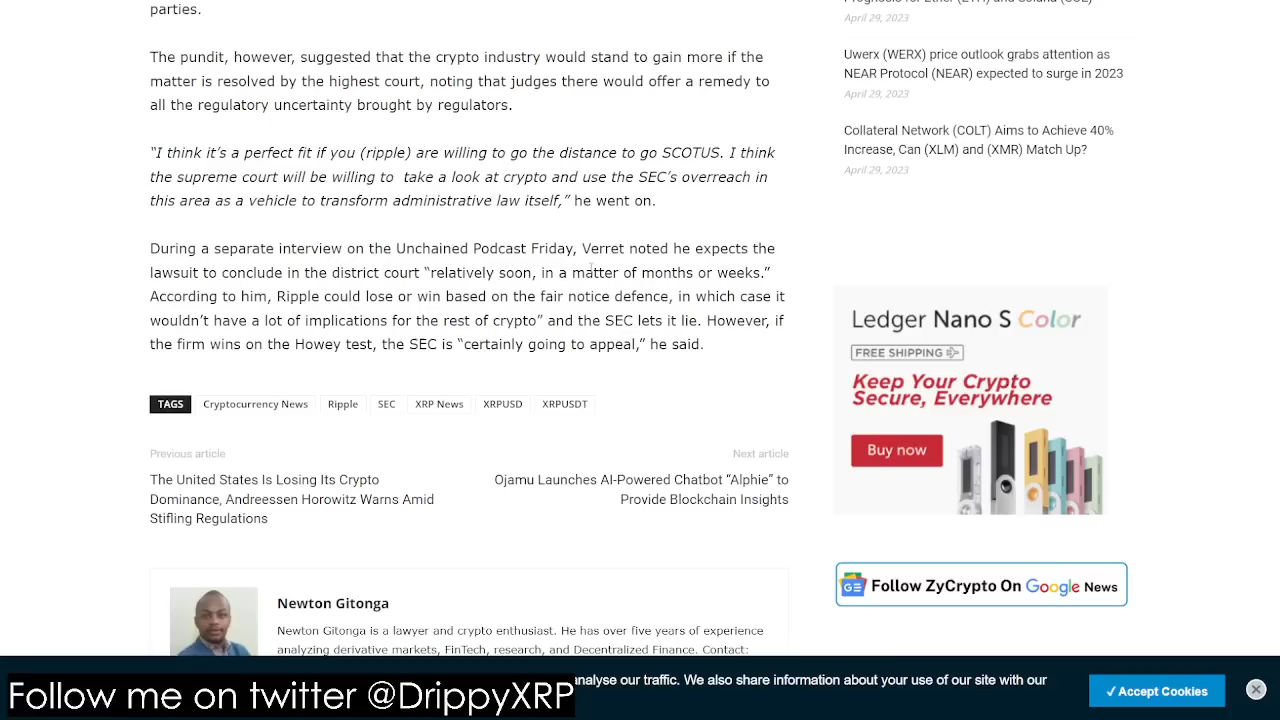 parties.
The pundit, however, suggested that the crypto industry would stand to gain more if the
matter is resolved by the highest court, noting that judges there would offer a remedy to
all the regulatory uncertainty brought by regulators.
“I think it’s a perfect fit if you (ripple) are willing to go the distance to go SCOTUS. I think
the supreme court will be willing to take a look at crypto and use the SEC’s overreach in
this area as a vehicle to transform administrative law itself,” he went on.
During a separate interview on the Unchained Podcast Friday, Verret noted he expects the
lawsuit to conclude in the district court “relatively soon, in a matter of months or weeks.”
According to him, Ripple could lose or win based on the fair notice defence, in which case it
wouldn’t have a lot of implications for the rest of crypto” and the SEC lets it lie. However, if
the firm wins on the Howey test, the SEC is “certainly going to appeal,” he said.
TAGS Cryptocurrency News Ripple SEC XRP News XRPUSD XRPUSDT
Previous article
The United States Is Losing Its Crypto
Dominance, Andreessen Horowitz Warns Amid
Stifling Regulations
Next article
Ojamu Launches AI-Powered Chatbot “Alphie” to
Provide Blockchain Insights
Newton Gitonga
Newton Gitonga is a lawyer and crypto enthusiast. He has over five years of experience
analyzing derivative markets, FinTech, research, and Decentralized Finance. Contact:
April 29, 2023
Uwerx (WERX) price outlook grabs attention as
NEAR Protocol (NEAR) expected to surge in 2023
April 29, 2023
Collateral Network (COLT) Aims to Achieve 40%
Increase, Can (XLM) and (XMR) Match Up?
April 29, 2023
Ledger Nano S Color
FREE SHIPPING
Keep Your Crypto
Secure, Everywhere
Buy now
GE Follow ZyCrypto On Google News
analyse our traffic. We also share information about your use of our site with our
✓ Accept Cookies
Follow me on twitter @DrippyXRP